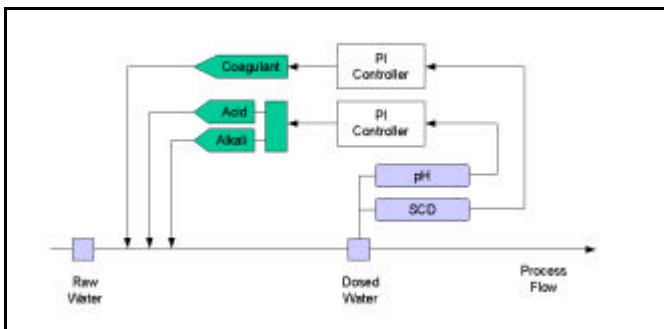 Coagulant
PI
Controller
Acid
Alkali
PI
Controller
pH
SCD
Raw
Water
Dosed
Water
Process
Flow